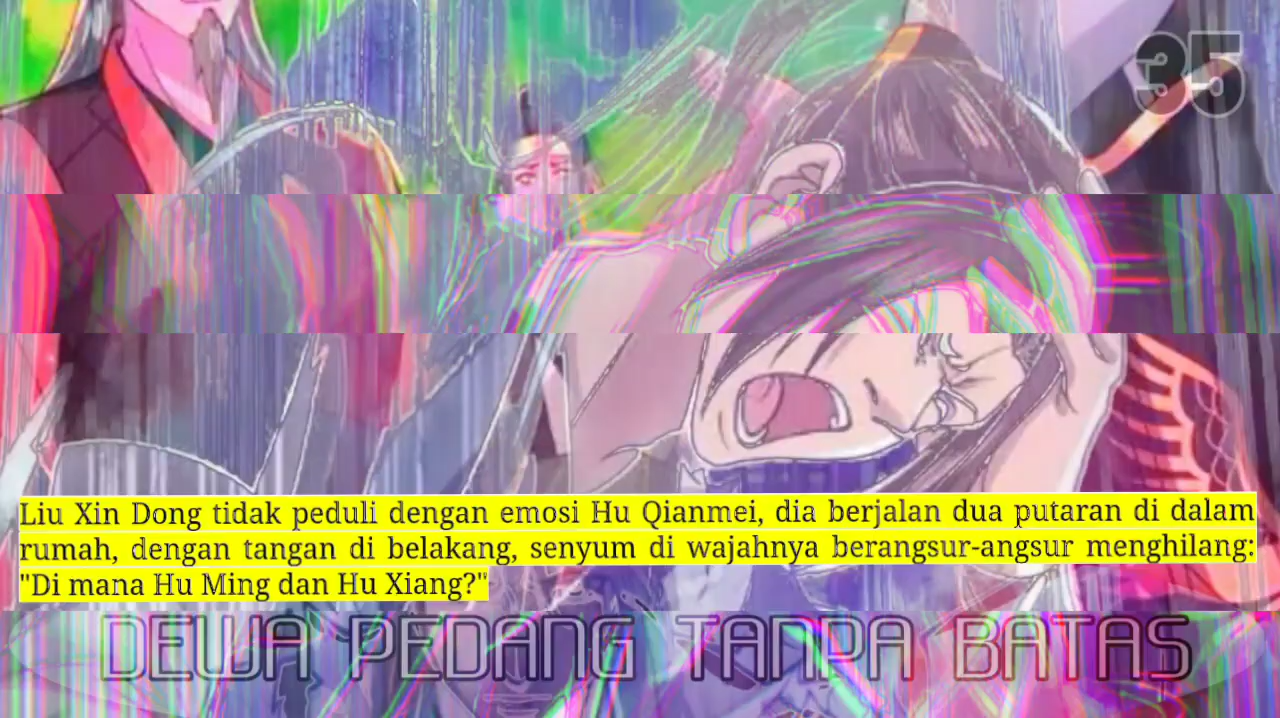 35
Liu Xin Dong tidak peduli dengan emosi Hu Qianmei, dia berjalan dua putaran di dalam
rumah, dengan tangan di belakang, senyum di wajahnya berangsur-angsur menghilang:
"Di mana Hu Ming dan Hu Xiang?"
DEWA PEDANG TANPA BATAS